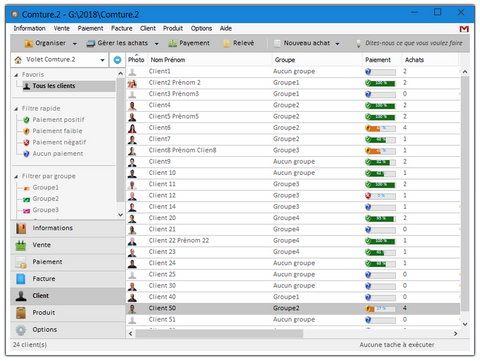 Comture.2 - G:\2018\Comture.2
Information Vente Paiement Facture Client Produit Options Aide
Organiser Gérer les achats Payement Relevé Nouveau achat Dites-nous ce que vous voulez faire
Volet Comture.2
Favoris
Tous les clients
Filtre rapide
Paiement positif
Paiement faible
Paiement négatif
Aucun paiement
Filtrer par groupe
Groupe1
Groupe2
Groupe3
Informations
Vente
Paiement
Facture
Client
Produit
Options
Photo Nom Prénom Groupe Paiement Achats
Client1 Aucun groupe 2
Client2 Prénom 2 Groupe1 100 % 2
Client3 Prénom3 Groupe1 0
Client4 Groupe2 100 % 2
Client5 Prénom5 Groupe2 100 % 2
Client6 Groupe2 4
Client7 Groupe2 1
Client8 Prénom Clien8 Groupe3 1
Client9 Aucun groupe 2
Client 10 Aucun groupe 1
Client 11 Groupe3 100 % 2
Client 12 Groupe3 1
Client 14 Groupe3 0
Client 20 Groupe4 2
Client 21 Groupe4 0
Client 22 Prénom 22 Groupe4 100 % 1
Client 23 Groupe4 1
Client 24 Aucun groupe 1
Client 25 Aucun groupe 0
Client 30 Aucun groupe 0
Client 40 Groupe1 0
Client 50 Groupe2 4
Client 51 Aucun groupe 0
24 client(s) Aucune tache à exécuter